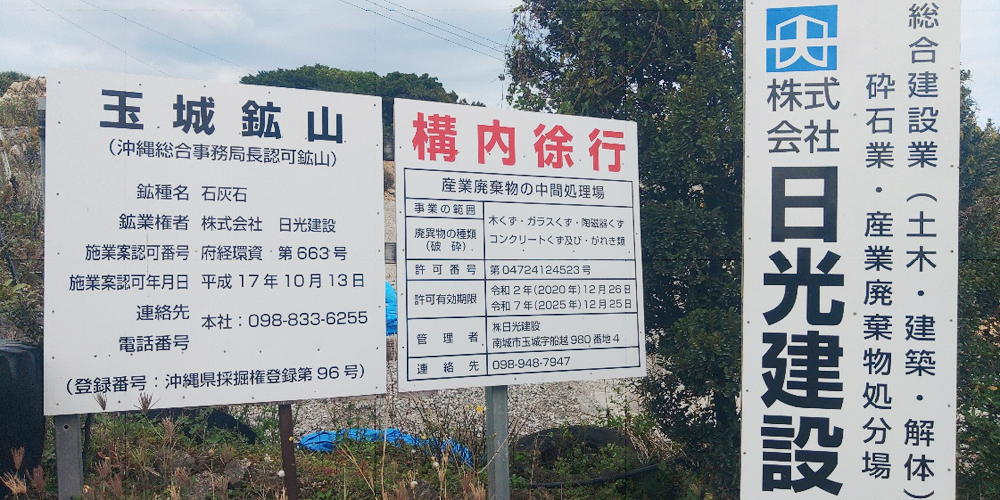 玉城鉱山
(沖縄総合事務局長認可鉱山)
鉱種名 石灰石
鉱業権者 株式会社 日光建設
施業案認可番号 府経環資 第663号
施業案認可年月日 平成17年10月13日
連絡先
電話番号
本社:098-833-6255
(登録番号:沖縄県採掘権登録第96号)
構内徐行
産業廃棄物の中間処理場
事業の範囲
廃異物の種類
(破砕)
木くず・ガラスくず・陶磁器くず
コンクリートくず及び・がれき類
許可番号 第04724124523号
許可有効期限
令和2年(2020年)12月26日
令和7年(2025年)12月25日
管理者
㈱日光建設
南城市玉城字船越980番地4
連絡先 098-948-7947
総合建設業(土木・建築・解体)
砕石業・産業廃棄物処分場
株式
会社
日光建設